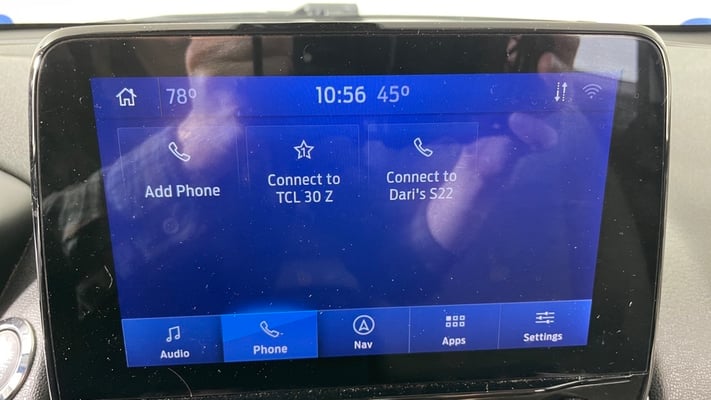 78° 10:56 45°
Add Phone
1
Connect to
TCL 30 Z
Connect to
Dari's S22
Audio
Phone
Nav
Apps
Settings